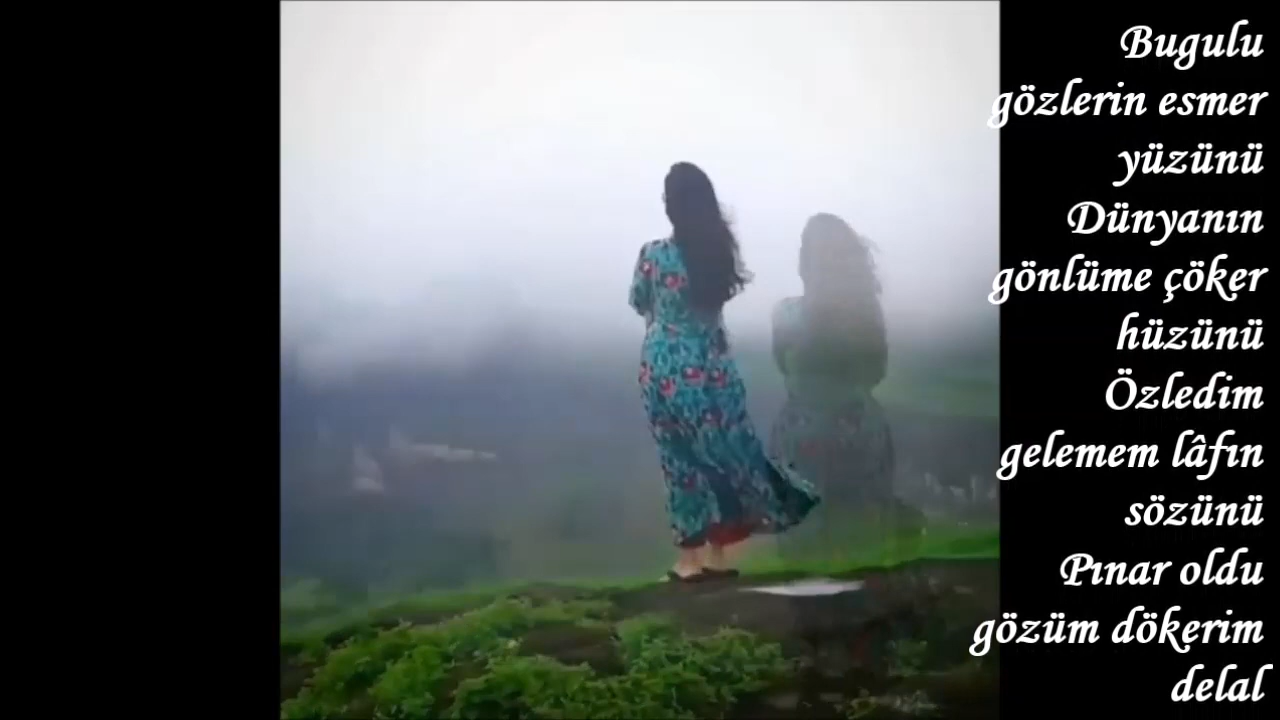 Bugulu
gözlerin esmer
yüzünü
Dünyanın
gönlüme çöker
hüzünü
Özledim
gelemem lâfın
sözünü
Pınar oldu
gözüm dökerim
delal